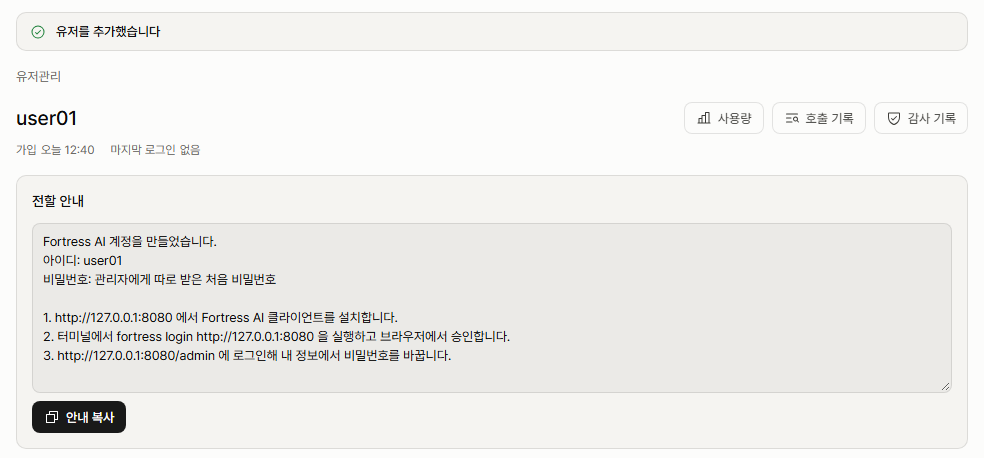 유저를 추가했습니다
유저관리
user01
사용량
호출 기록
감사 기록
가입 오늘 12:40 마지막 로그인 없음
전할 안내
Fortress AI 계정을 만들었습니다.
아이디: user01
비밀번호: 관리자에게 따로 받은 처음 비밀번호
1. http://127.0.0.1:8080 에서 Fortress AI 클라이언트를 설치합니다.
2. 터미널에서 fortress login http://127.0.0.1:8080 을 실행하고 브라우저에서 승인합니다.
3. http://127.0.0.1:8080/admin 에 로그인해 내 정보에서 비밀번호를 바꿉니다.
안내 복사